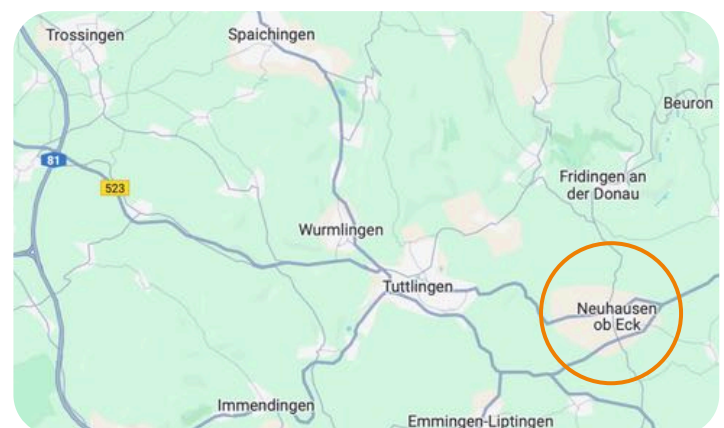 Trossingen
Spaichingen
Beuron
81
523
Fridingen an
der Donau
Wurmlingen
Tuttlingen
Neuhausen
ob Eck
Immendingen
Emmingen-Liptingen